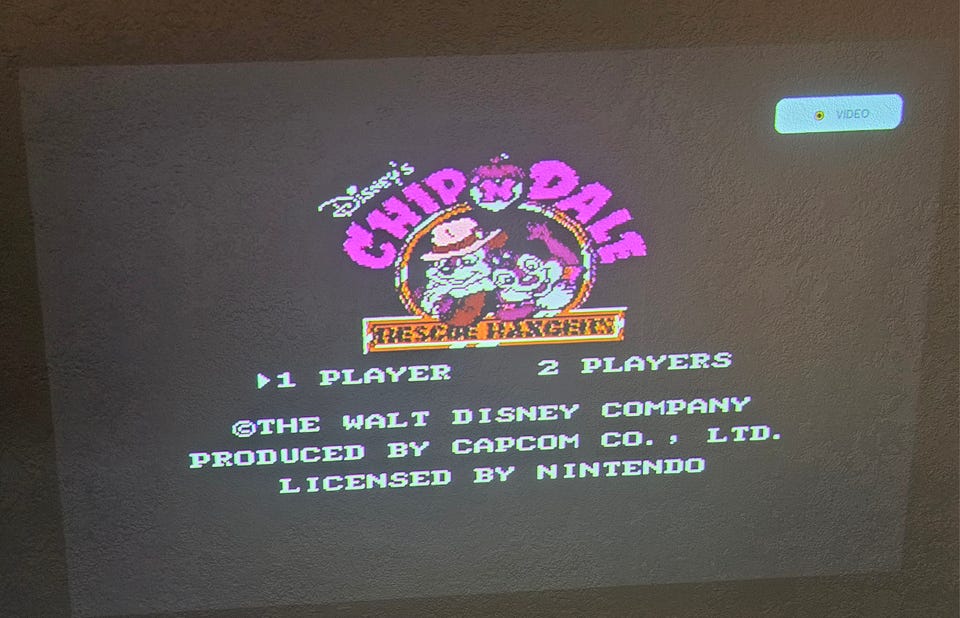 VIDEO
Disney's
CHIP 'N DALE
RESCUE RANGERS
▶1 PLAYER 2 PLAYERS
©THE WALT DISNEY COMPANY
PRODUCED BY CAPCOM CO., LTD.
LICENSED BY NINTENDO